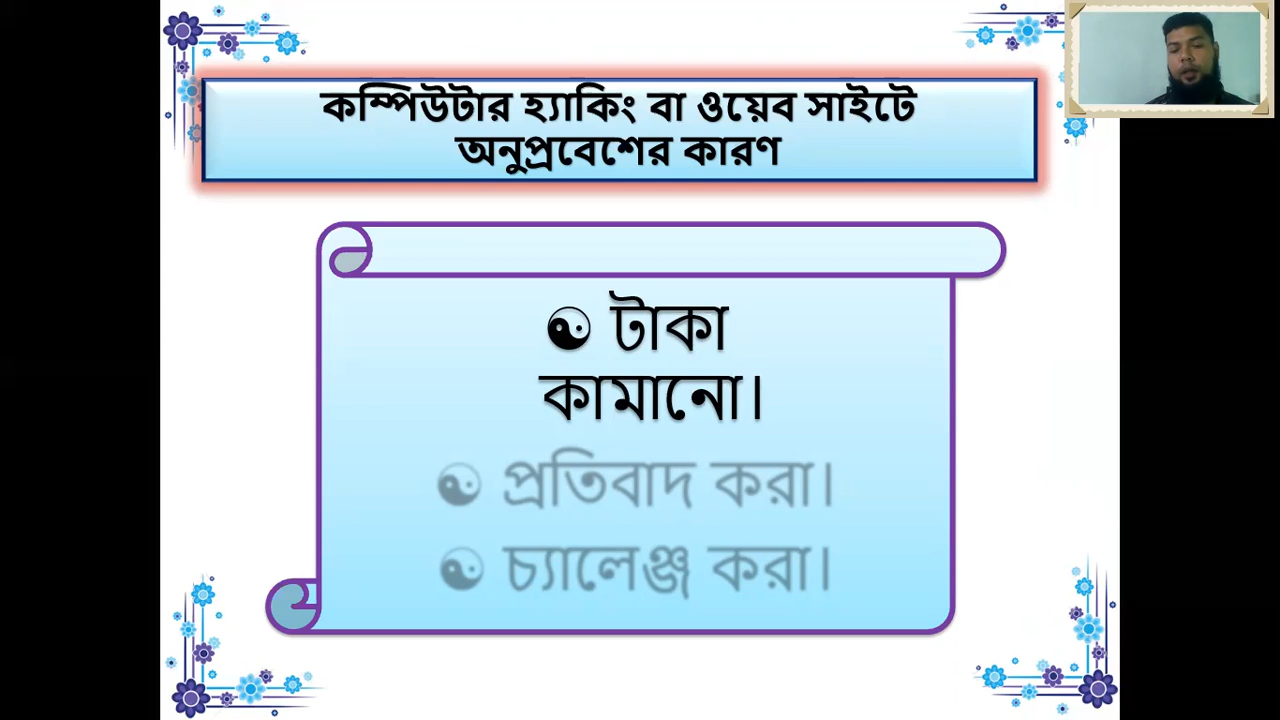 কম্পিউটার হ্যাকিং বা ওয়েব সাইটে
অনুপ্রবেশের কারণ
☯ টাকা
কামানো।
☯ প্রতিবাদ করা।
☯ চ্যালেঞ্জ করা।